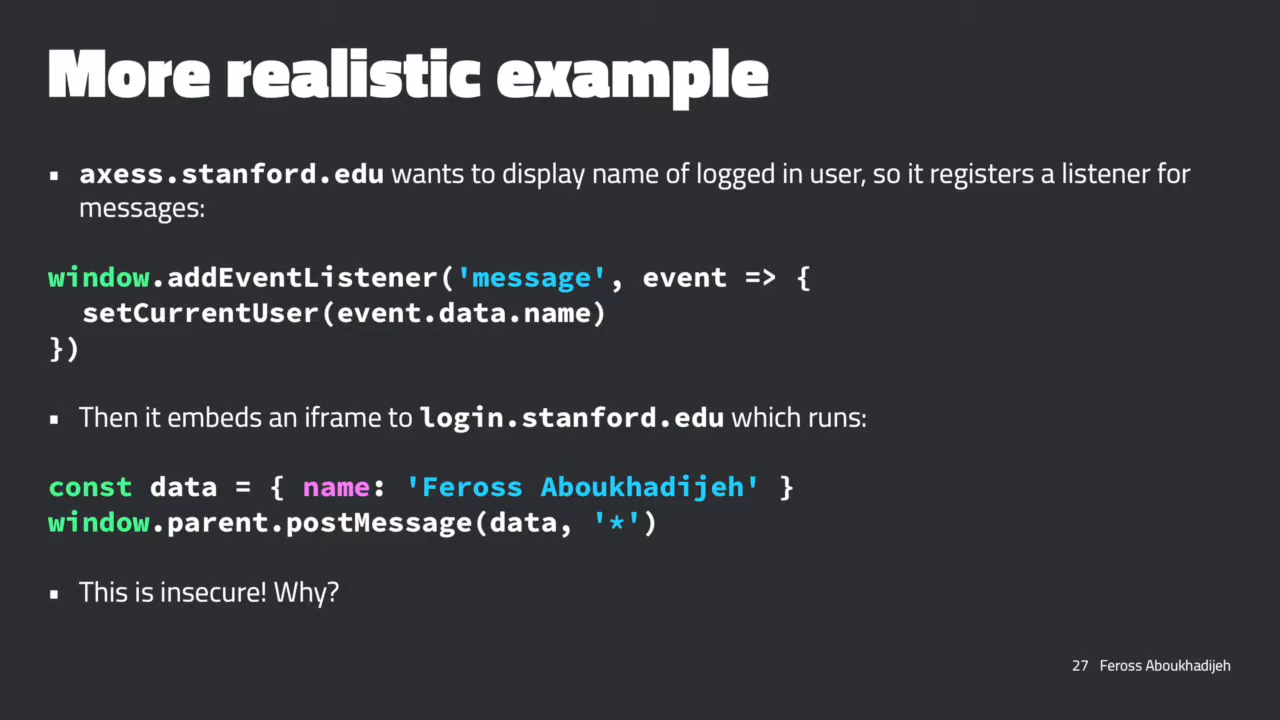 More realistic example
▪ axess.stanford.edu wants to display name of logged in user, so it registers a listener for
messages:
window.addEventListener('message', event => {
  setCurrentUser(event.data.name)
})
▪ Then it embeds an iframe to login.stanford.edu which runs:
const data = { name: 'Feross Aboukhadijeh' }
window.parent.postMessage(data, '*')
▪ This is insecure! Why?
27 Feross Aboukhadijeh